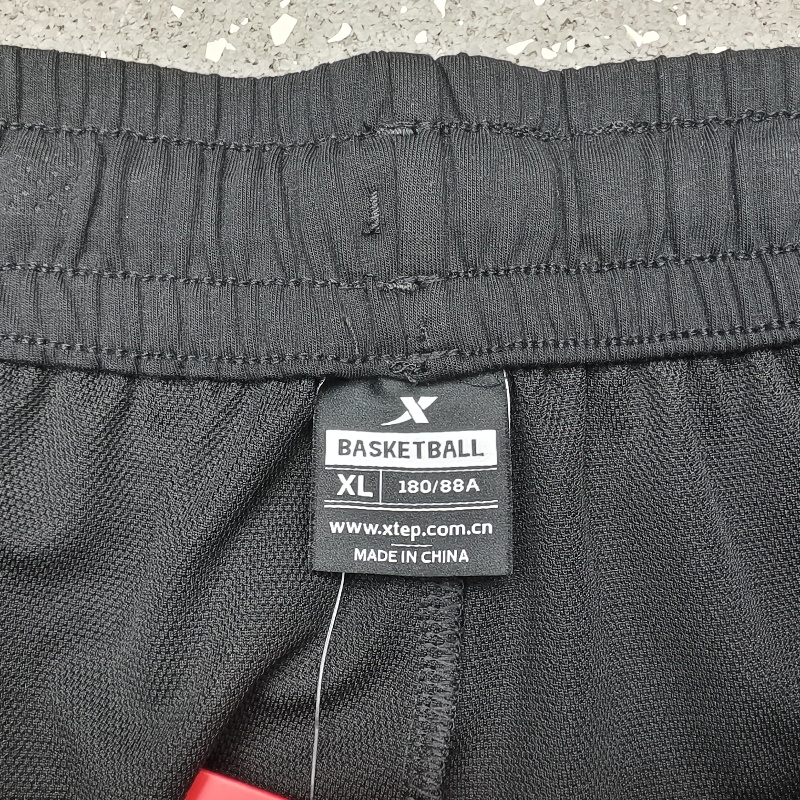 X
BASKETBALL
XL 180/88A
www.xtep.com.cn
MADE IN CHINA